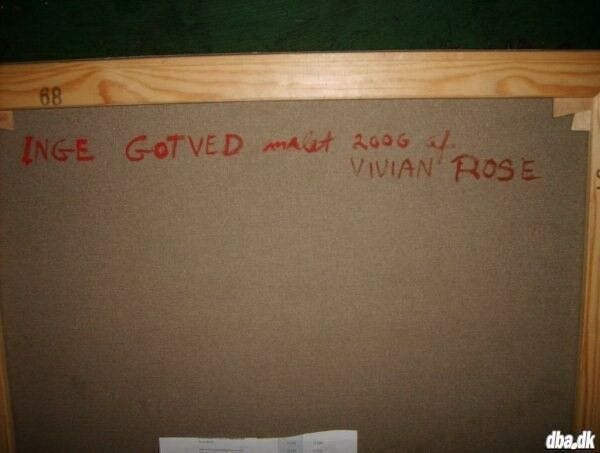 68
INGE GOTVED malet 2006 af
VIVIAN ROSE
dba.dk